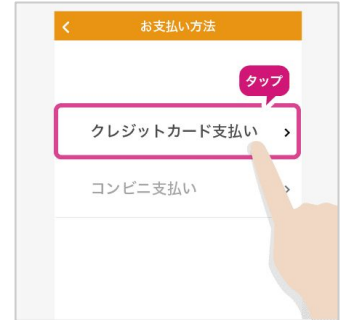 お支払い方法
タップ
クレジットカード支払い
コンビニ支払い